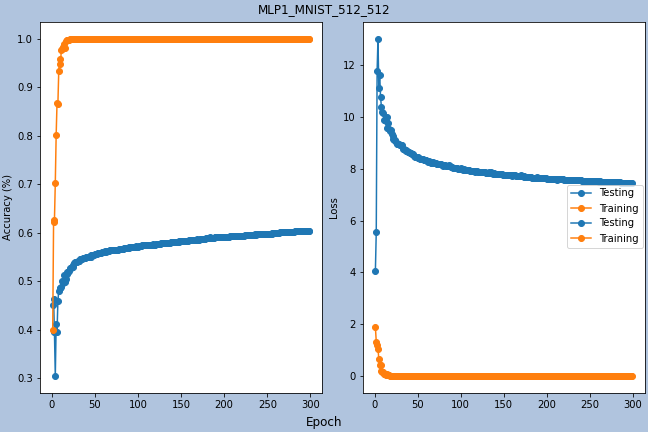 MLP1_MNIST_512_512
Accuracy (%)
1.0
0.9
0.8
0.7
0.6
0.5
0.4
0.3
0 50 100 150 200 250 300
Loss
12
10
8
6
4
2
0
0 50 100 150 200 250 300
Testing
Training
Testing
Training
Epoch